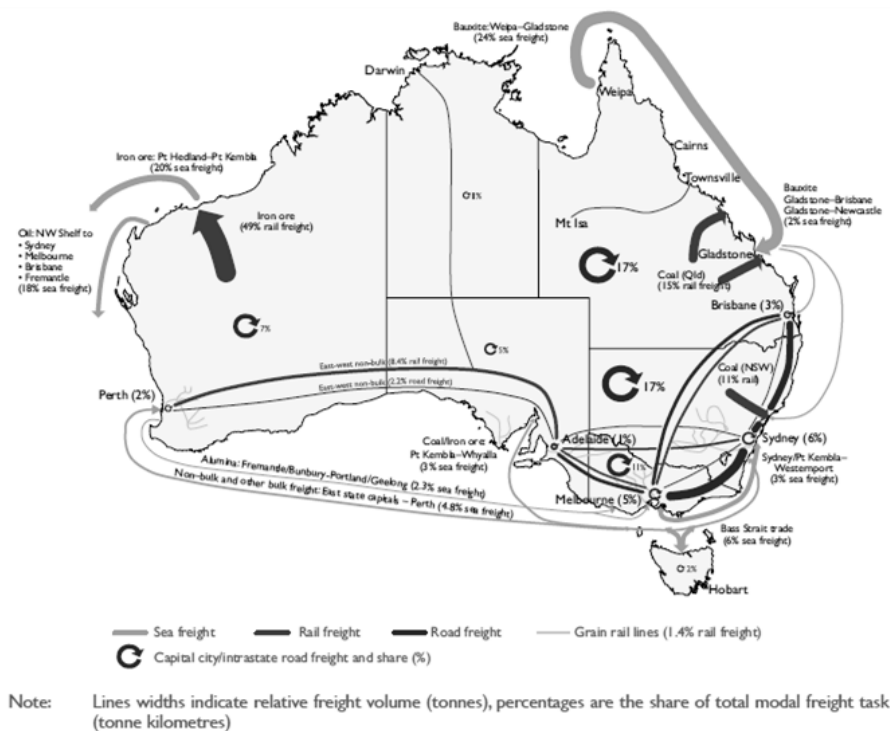 Bauxite: Weipa–Gladstone
(24% sea freight)
Darwin
Weipa
Cairns
Townsville
Iron ore: Pt Hedland–Pt Kembla
(20% sea freight)
Iron ore
(49% rail freight)
1%
Mt Isa
Bauxite
Gladstone–Brisbane
Gladstone–Newcastle
(2% sea freight)
Oil: NW Shelf to
• Sydney
• Melbourne
• Brisbane
• Fremantle
(18% sea freight)
Gladstone
17%
Coal (Qld)
(15% rail freight)
Brisbane (3%)
7%
5%
East-west non-bulk (8.4% rail freight)
East-west non-bulk (2.2% road freight)
17%
Coal (NSW)
(11% rail)
Perth (2%)
Coal/Iron ore:
Pt Kembla–Whyalla
(3% sea freight)
Adelaide (1%)
Sydney (6%)
11%
Sydney/Pt Kembla–
Westernport
(3% sea freight)
Alumina: Fremande/Bunbury–Portland/Geelong (2.3% sea freight)
Non–bulk and other bulk freight: East state capitals – Perth (4.8% sea freight)
Melbourne (5%)
Bass Strait trade
(6% sea freight)
2%
Hobart
Sea freight
Rail freight
Road freight
Grain rail lines (1.4% rail freight)
Capital city/intrastate road freight and share (%)
Note: Lines widths indicate relative freight volume (tonnes), percentages are the share of total modal freight task
(tonne kilometres)